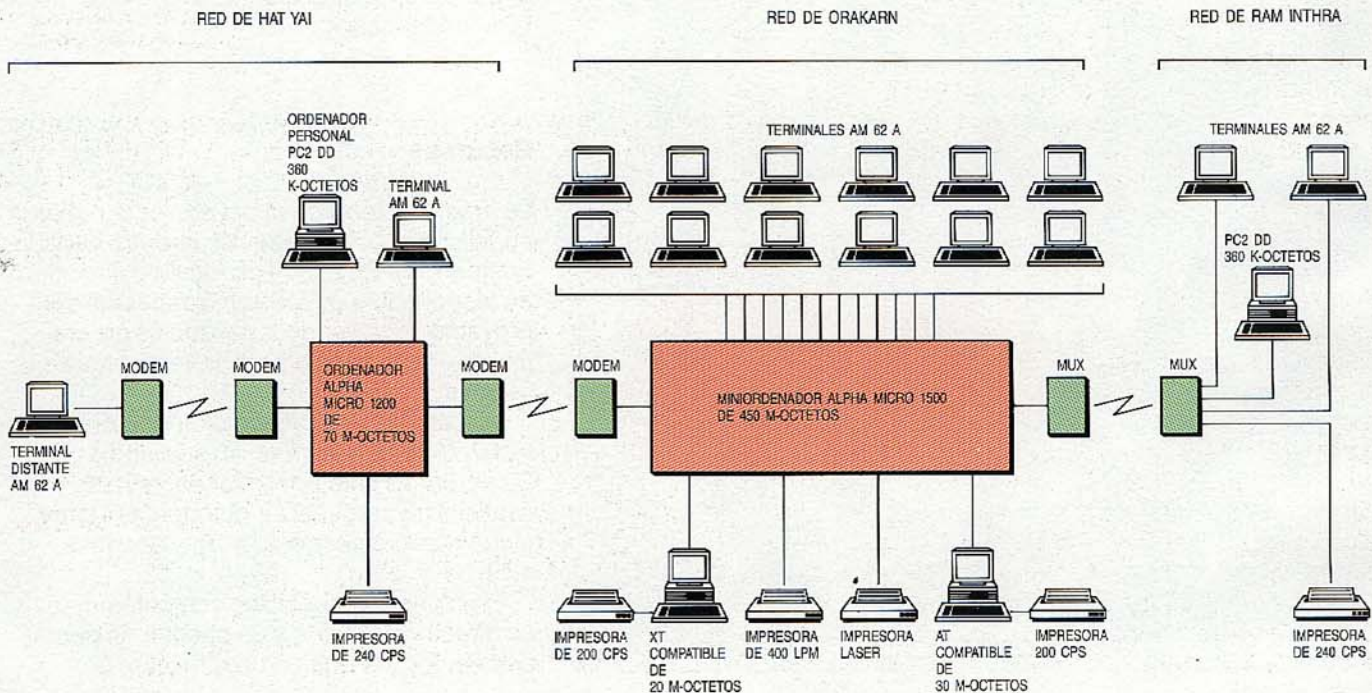 RED DE HAT YAI
RED DE ORAKARN
RED DE RAM INTHRA
ORDENADOR
PERSONAL
PC2 DD
360
K-OCTETOS
TERMINAL
AM 62 A
TERMINALES AM 62 A
TERMINALES AM 62 A
PC2 DD
360 K-OCTETOS
MODEM
MODEM
ORDENADOR
ALPHA
MICRO 1200
DE
70 M-OCTETOS
MODEM
MODEM
MINIORDENADOR ALPHA MICRO 1500
DE 450 M-OCTETOS
MUX
MUX
TERMINAL
DISTANTE
AM 62 A
IMPRESORA
DE 240 CPS
IMPRESORA
DE 200 CPS
XT
COMPATIBLE
DE
20 M-OCTETOS
IMPRESORA
DE 400 LPM
IMPRESORA
LASER
AT
COMPATIBLE
DE
30 M-OCTETOS
IMPRESORA
200 CPS
IMPRESORA
DE 240 CPS